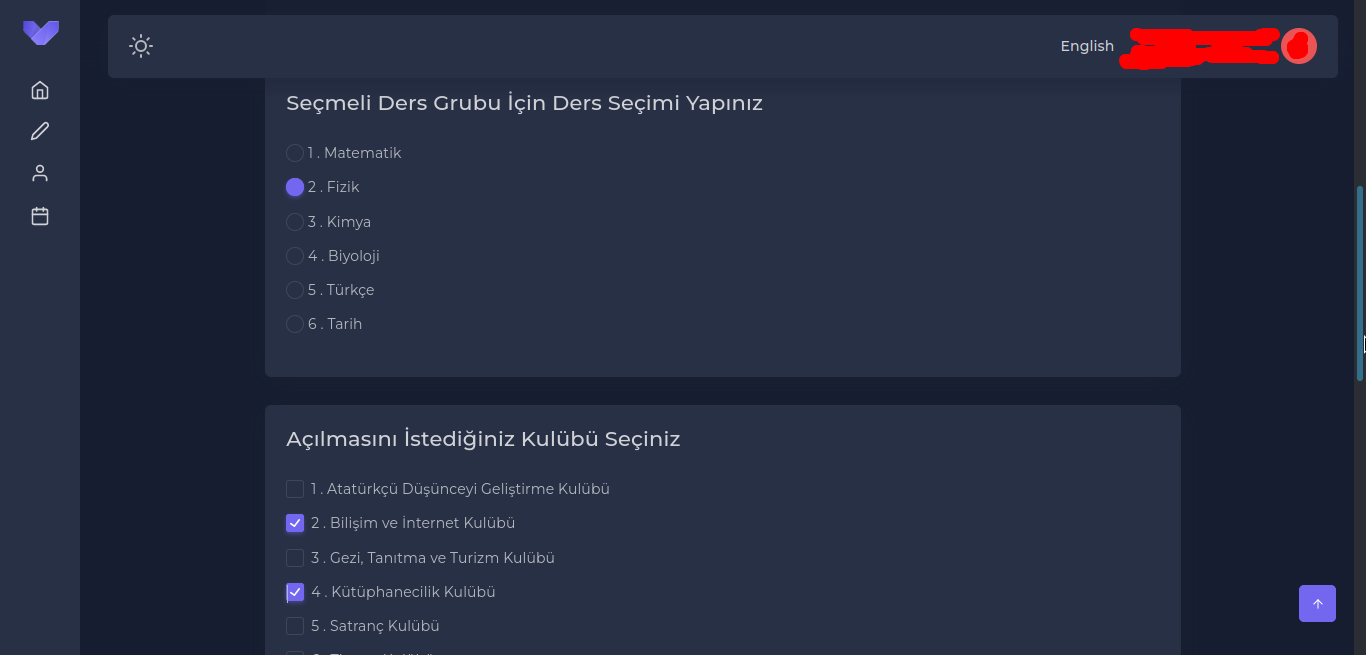 English
Seçmeli Ders Grubu İçin Ders Seçimi Yapınız
1 . Matematik
2 . Fizik
3 . Kimya
4 . Biyoloji
5 . Türkçe
6 . Tarih
Açılmasını İstediğiniz Kulübü Seçiniz
1 . Atatürkçü Düşünceyi Geliştirme Kulübü
2 . Bilişim ve İnternet Kulübü
3 . Gezi, Tanıtma ve Turizm Kulübü
4 . Kütüphanecilik Kulübü
5 . Satranç Kulübü